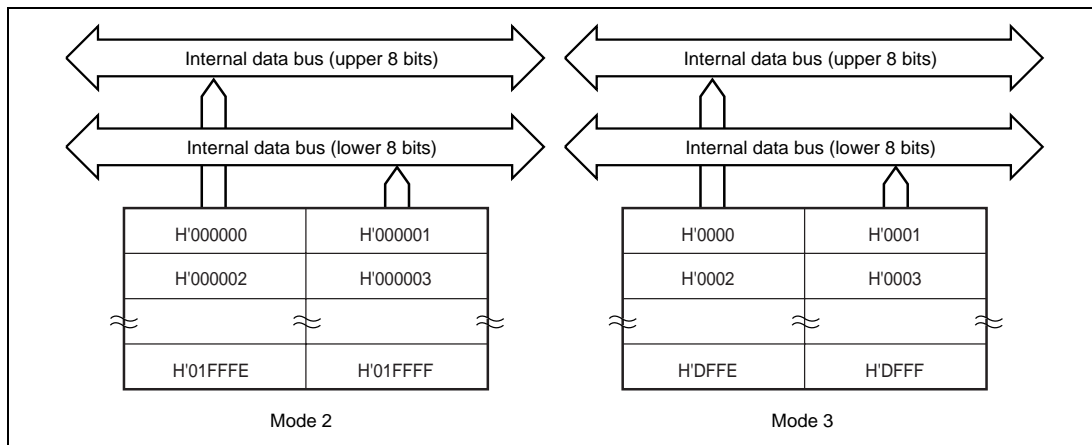 Internal data bus (upper 8 bits)
Internal data bus (lower 8 bits)
H'000000 H'000001
H'000002 H'000003
H'01FFFE H'01FFFF
Mode 2
Internal data bus (upper 8 bits)
Internal data bus (lower 8 bits)
H'0000 H'0001
H'0002 H'0003
H'DFFE H'DFFF
Mode 3